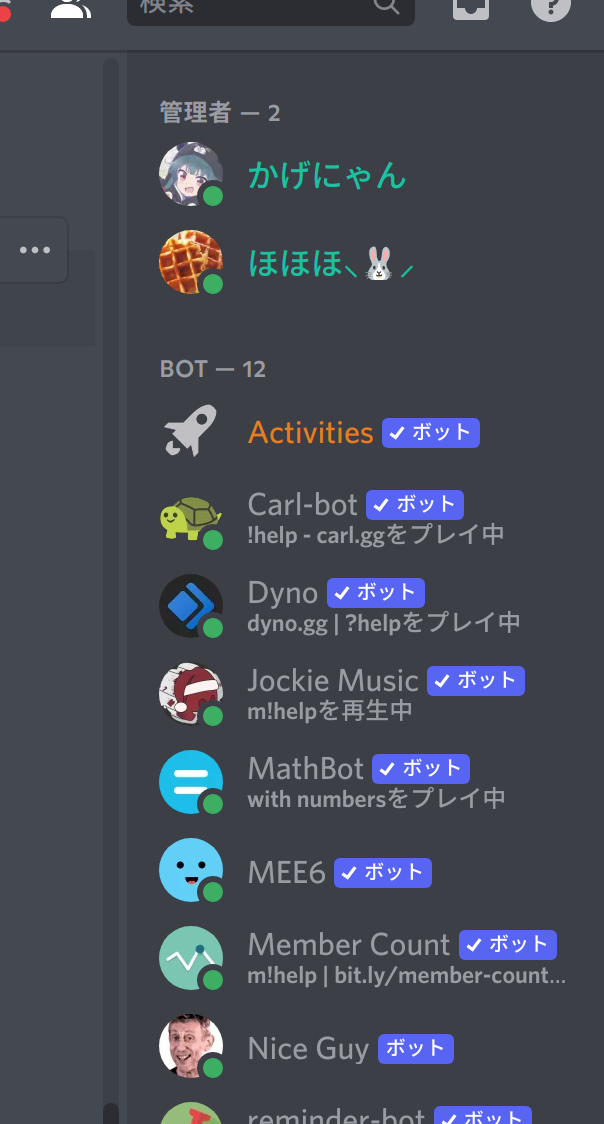 検索
管理者 — 2
かげにゃん
ほほほ⸜🐰⸝
BOT — 12
Activities ✓ ボット
Carl-bot ✓ ボット
!help - carl.ggをプレイ中
Dyno ✓ ボット
dyno.gg | ?helpをプレイ中
Jockie Music ✓ ボット
m!helpを再生中
MathBot ✓ ボット
with numbersをプレイ中
MEE6 ✓ ボット
Member Count ✓ ボット
m!help | bit.ly/member-count...
Nice Guy ボット
reminder-bot ✓ ボット